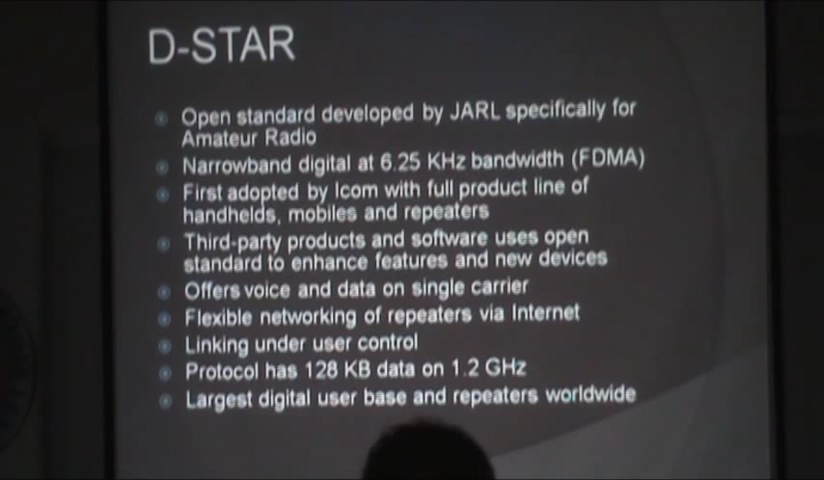 D-STAR
Open standard developed by JARL specifically for
Amateur Radio
Narrowband digital at 6.25 KHz bandwidth (FDMA)
First adopted by Icom with full product line of
handhelds, mobiles and repeaters
Third-party products and software uses open
standard to enhance features and new devices
Offers voice and data on single carrier
Flexible networking of repeaters via Internet
Linking under user control
Protocol has 128 KB data on 1.2 GHz
Largest digital user base and repeaters worldwide